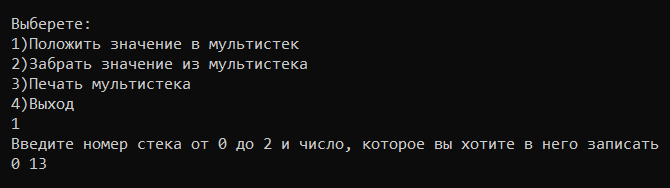 Выберете:
1)Положить значение в мультистек
2)Забрать значение из мультистека
3)Печать мультистека
4)Выход
1
Введите номер стека от 0 до 2 и число, которое вы хотите в него записать
0 13